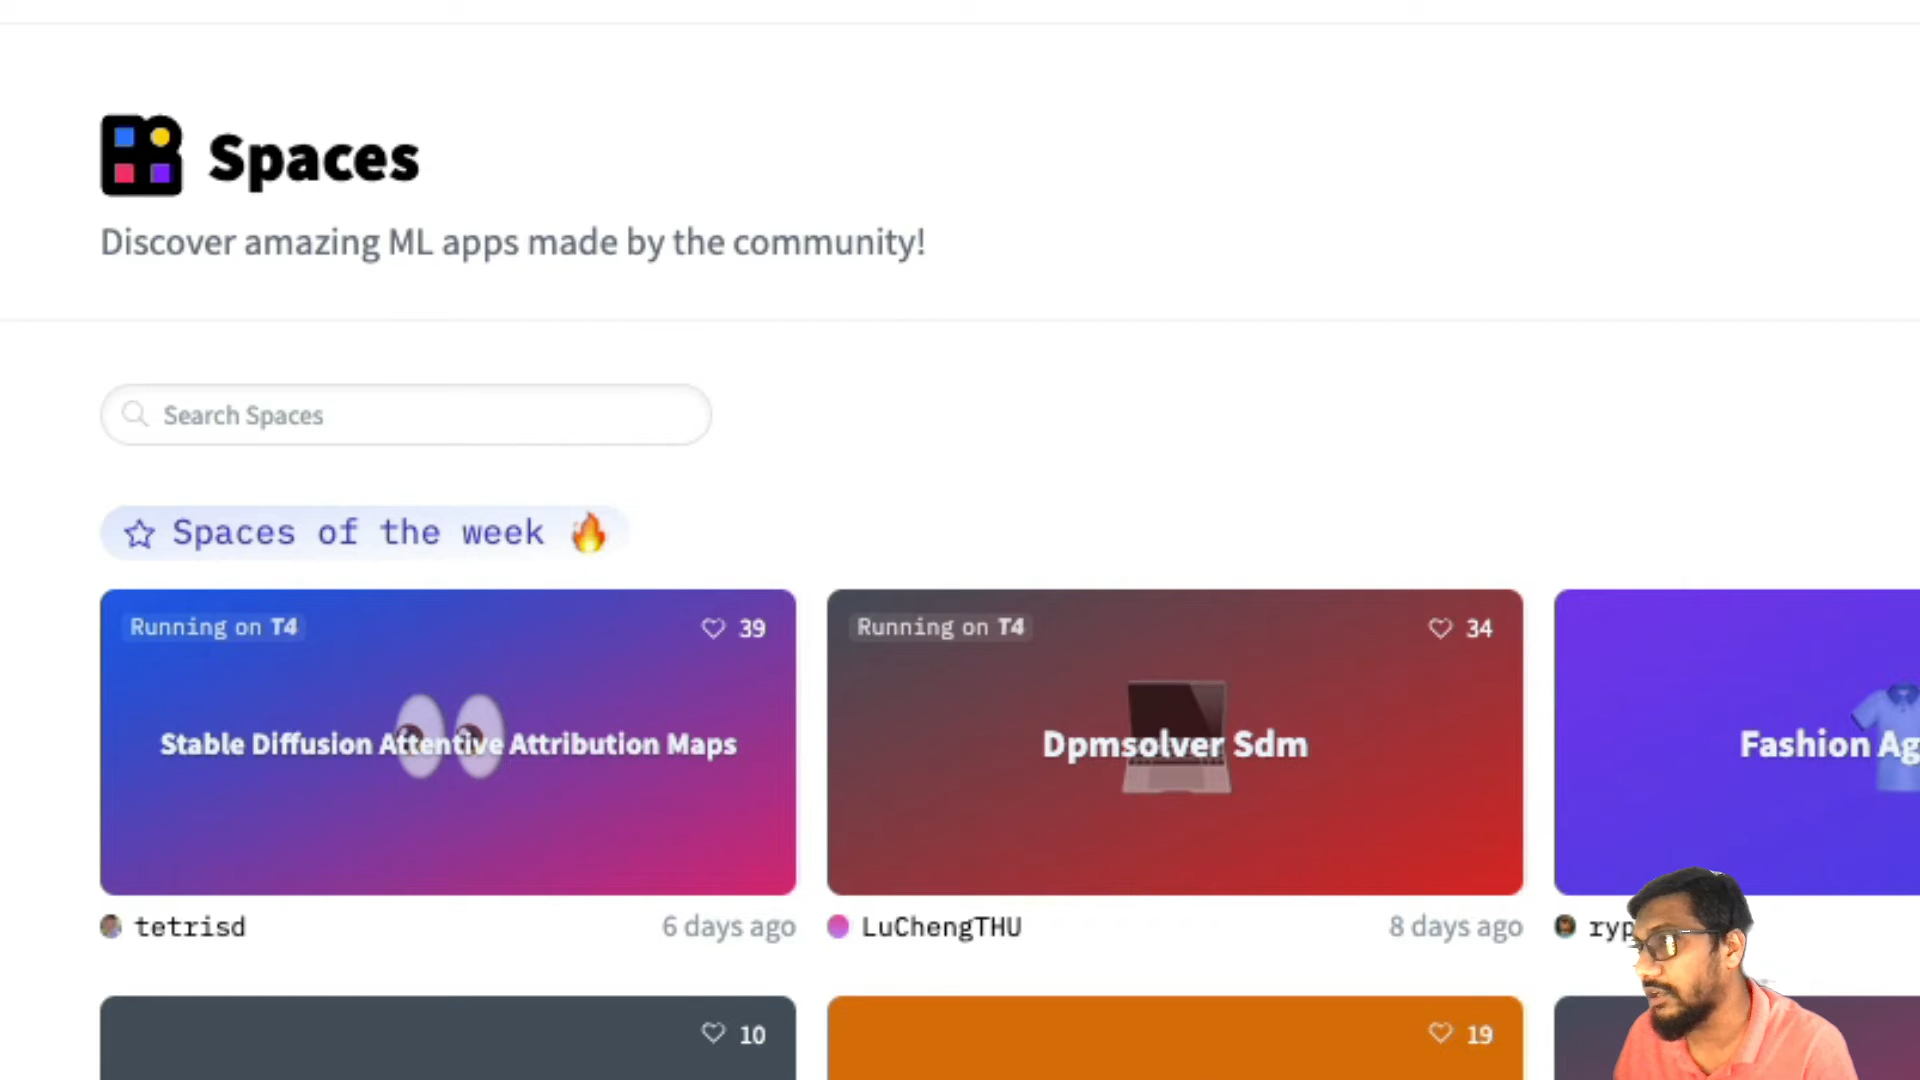 Spaces
Discover amazing ML apps made by the community!
Search Spaces
Spaces of the week 🔥
Running on T4
39
Stable Diffusion Attentive Attribution Maps
tetrisd
6 days ago
Running on T4
34
Dpmsolver Sdm
LuChengTHU
8 days ago
Fashion
10
19